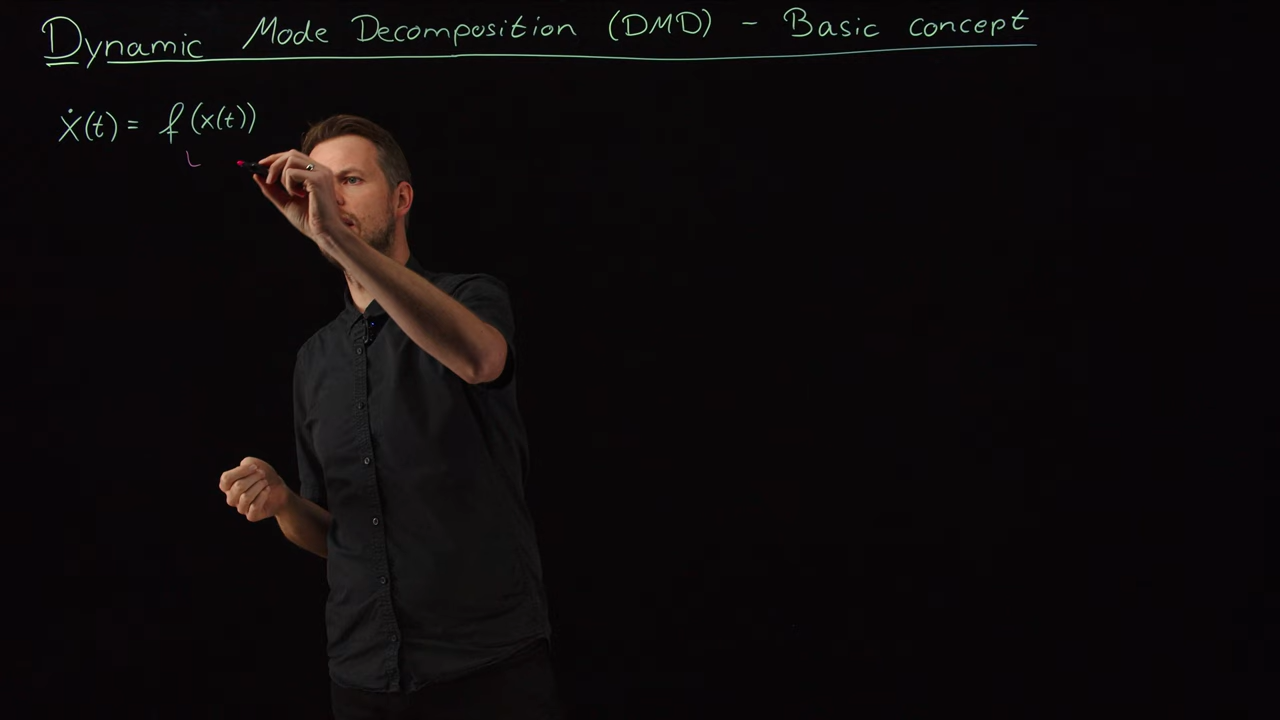 Dynamic Mode Decomposition (DMD) - Basic concept
ẋ(t) = f(x(t))